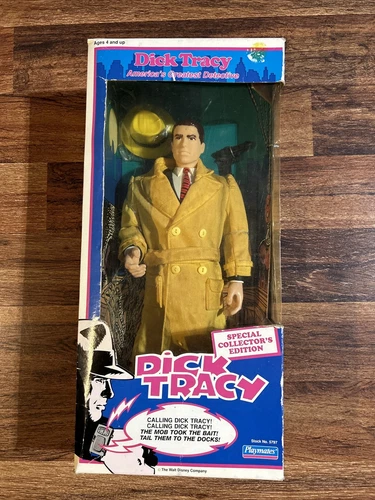 Ages 4 and up
Dick Tracy
America's Greatest Detective
SPECIAL
COLLECTOR'S
EDITION
DICK
TRACY
CALLING DICK TRACY!
CALLING DICK TRACY!
THE MOB TOOK THE BAIT!
TAIL THEM TO THE DOCKS!
Stock No. 5797
Playmates
© The Walt Disney Company